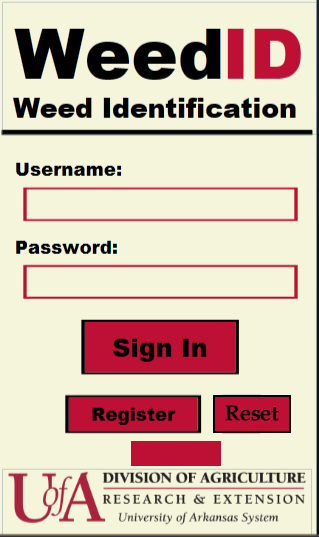 WeedID
Weed Identification
Username:
Password:
Sign In
Register
Reset
UofA
DIVISION OF AGRICULTURE
RESEARCH & EXTENSION
University of Arkansas System